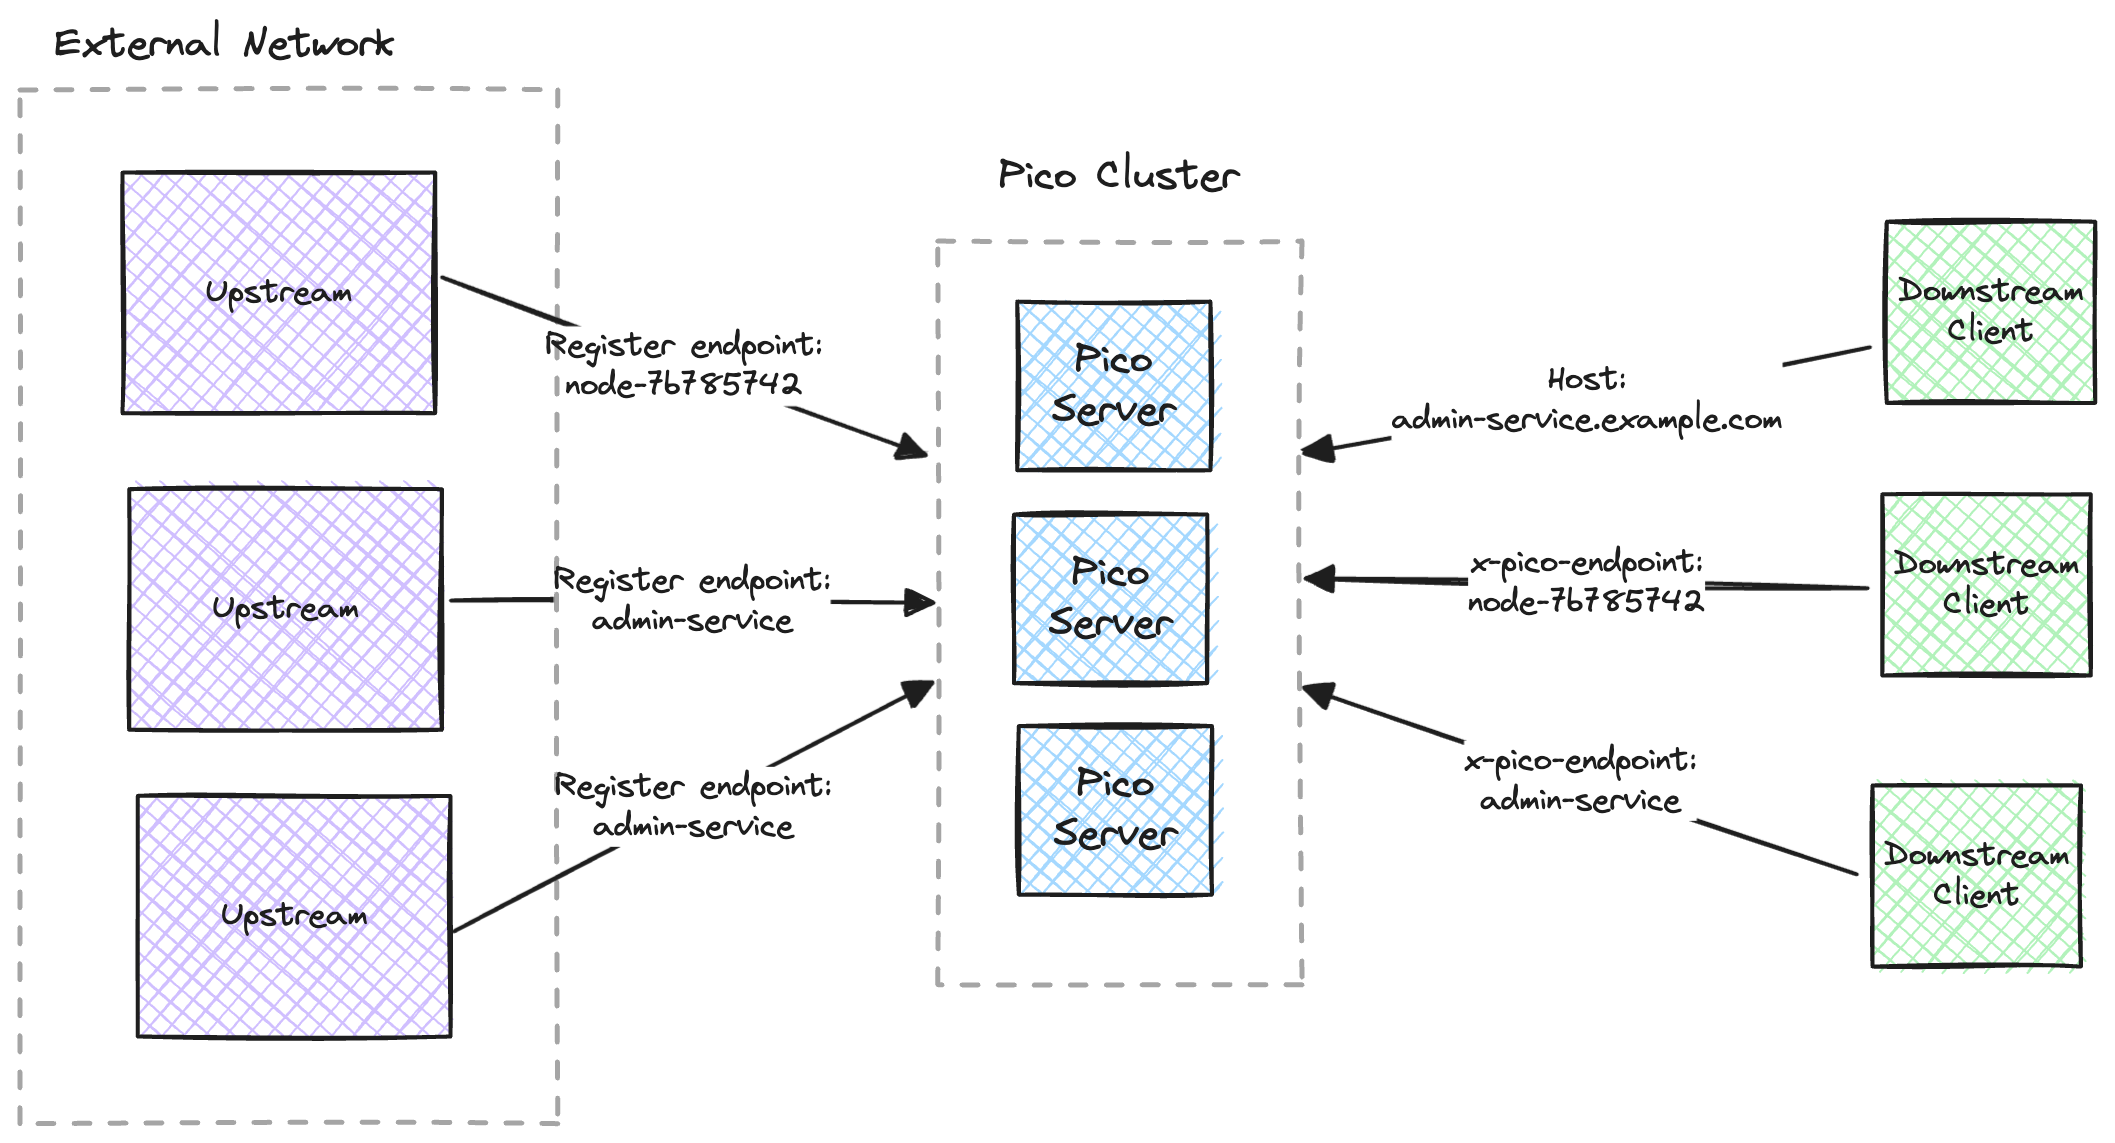 External Network
Upstream
Register endpoint:
node-76785742
Upstream
Register endpoint:
admin-service
Upstream
Register endpoint:
admin-service
Pico Cluster
Pico
Server
Pico
Server
Pico
Server
Host:
admin-service.example.com
Downstream
Client
x-pico-endpoint:
node-76785742
Downstream
Client
x-pico-endpoint:
admin-service
Downstream
Client